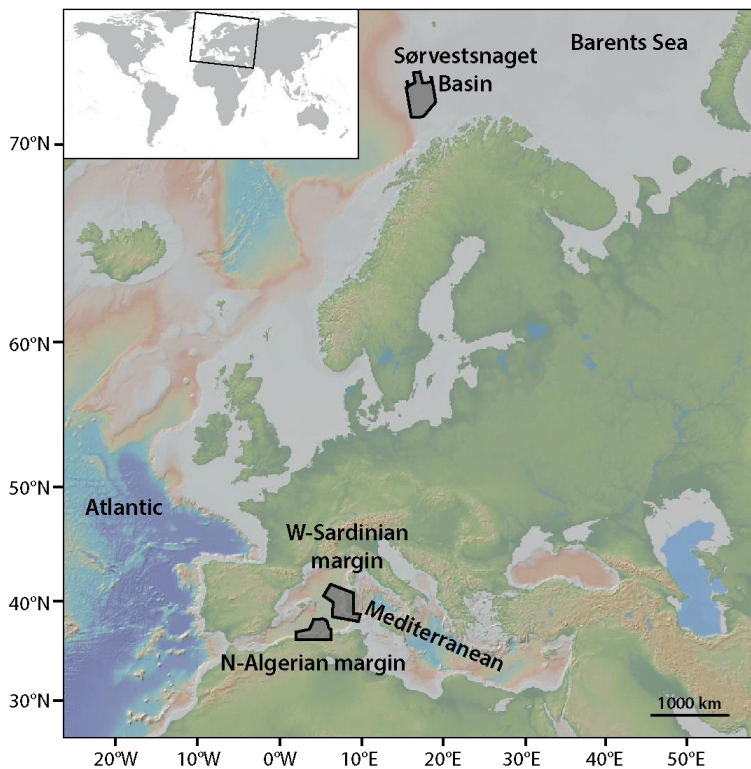 Sørvestsnaget
Basin
Barents Sea
70°N
60°N
50°N
Atlantic
W-Sardinian
margin
40°N
Mediterranean
N-Algerian margin
30°N
1000 km
20°W
10°W
0°W
10°E
20°E
30°E
40°E
50°E